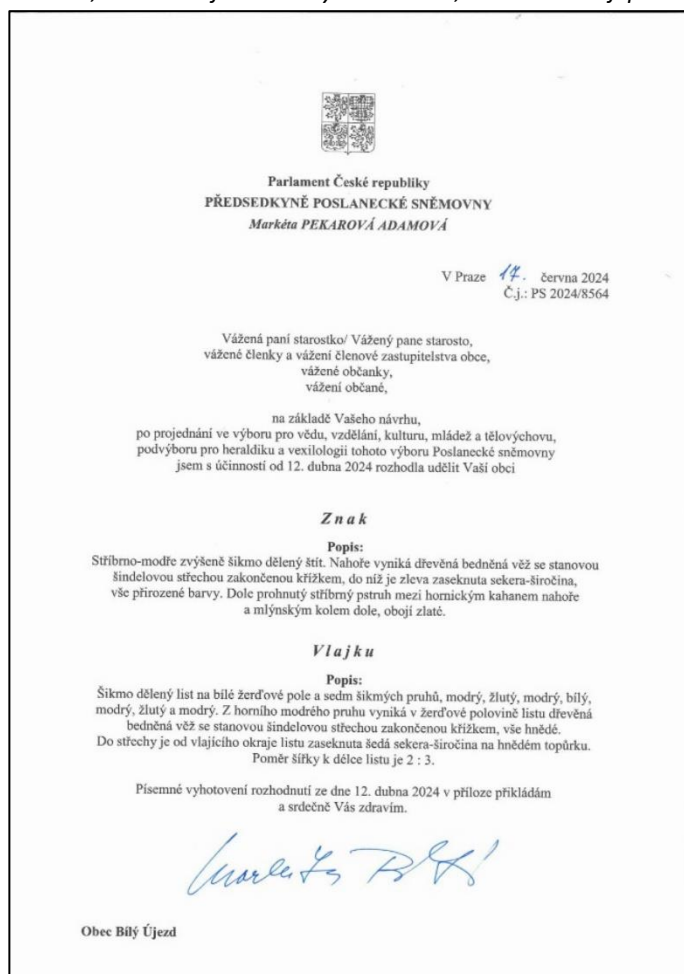 Parlament České republiky
PŘEDSEDKYNĚ POSLANECKÉ SNĚMOVNY
Markéta PEKAROVÁ ADAMOVÁ
V Praze 17. června 2024
Č.j.: PS 2024/8564
Vážená paní starostko/ Vážený pane starosto,
vážené členky a vážení členové zastupitelstva obce,
vážené občanky,
vážení občané,
na základě Vašeho návrhu,
po projednání ve výboru pro vědu, vzdělání, kulturu, mládež a tělovýchovu,
podvýboru pro heraldiku a vexilologii tohoto výboru Poslanecké sněmovny
jsem s účinností od 12. dubna 2024 rozhodla udělit Vaší obci
Znak
Popis:
Stříbrno-modře zvýšeně šikmo dělený štít. Nahoře vyniká dřevěná bedněná věž se stanovou
šindelovou střechou zakončenou křížkem, do níž je zleva zaseknuta sekera-širočina,
vše přirozené barvy. Dole prohnutý stříbrný pstruh mezi hornickým kahanem nahoře
a mlýnským kolem dole, obojí zlaté.
Vlajku
Popis:
Šikmo dělený list na bílé žerďové pole a sedm šikmých pruhů, modrý, žlutý, modrý, bílý,
modrý, žlutý a modrý. Z horního modrého pruhu vyniká v žerďové polovině listu dřevěná
bedněná věž se stanovou šindelovou střechou zakončenou křížkem, vše hnědé.
Do střechy je od vlajícího okraje listu zaseknuta šedá sekera-širočina na hnědém topůrku.
Poměr šířky k délce listu je 2 : 3.
Písemné vyhotovení rozhodnutí ze dne 12. dubna 2024 v příloze přikládám
a srdečně Vás zdravím.
Obec Bílý Újezd